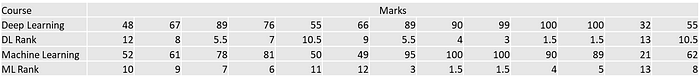 Course Marks
Deep Learning 48 67 89 76 55 66 89 90 99 100 100 32 55
DL Rank 12 8 5.5 7 10.5 9 5.5 4 3 1.5 1.5 13 10.5
Machine Learning 52 61 78 81 50 49 95 100 100 90 89 21 62
ML Rank 10 9 7 6 11 12 3 1.5 1.5 4 5 13 8